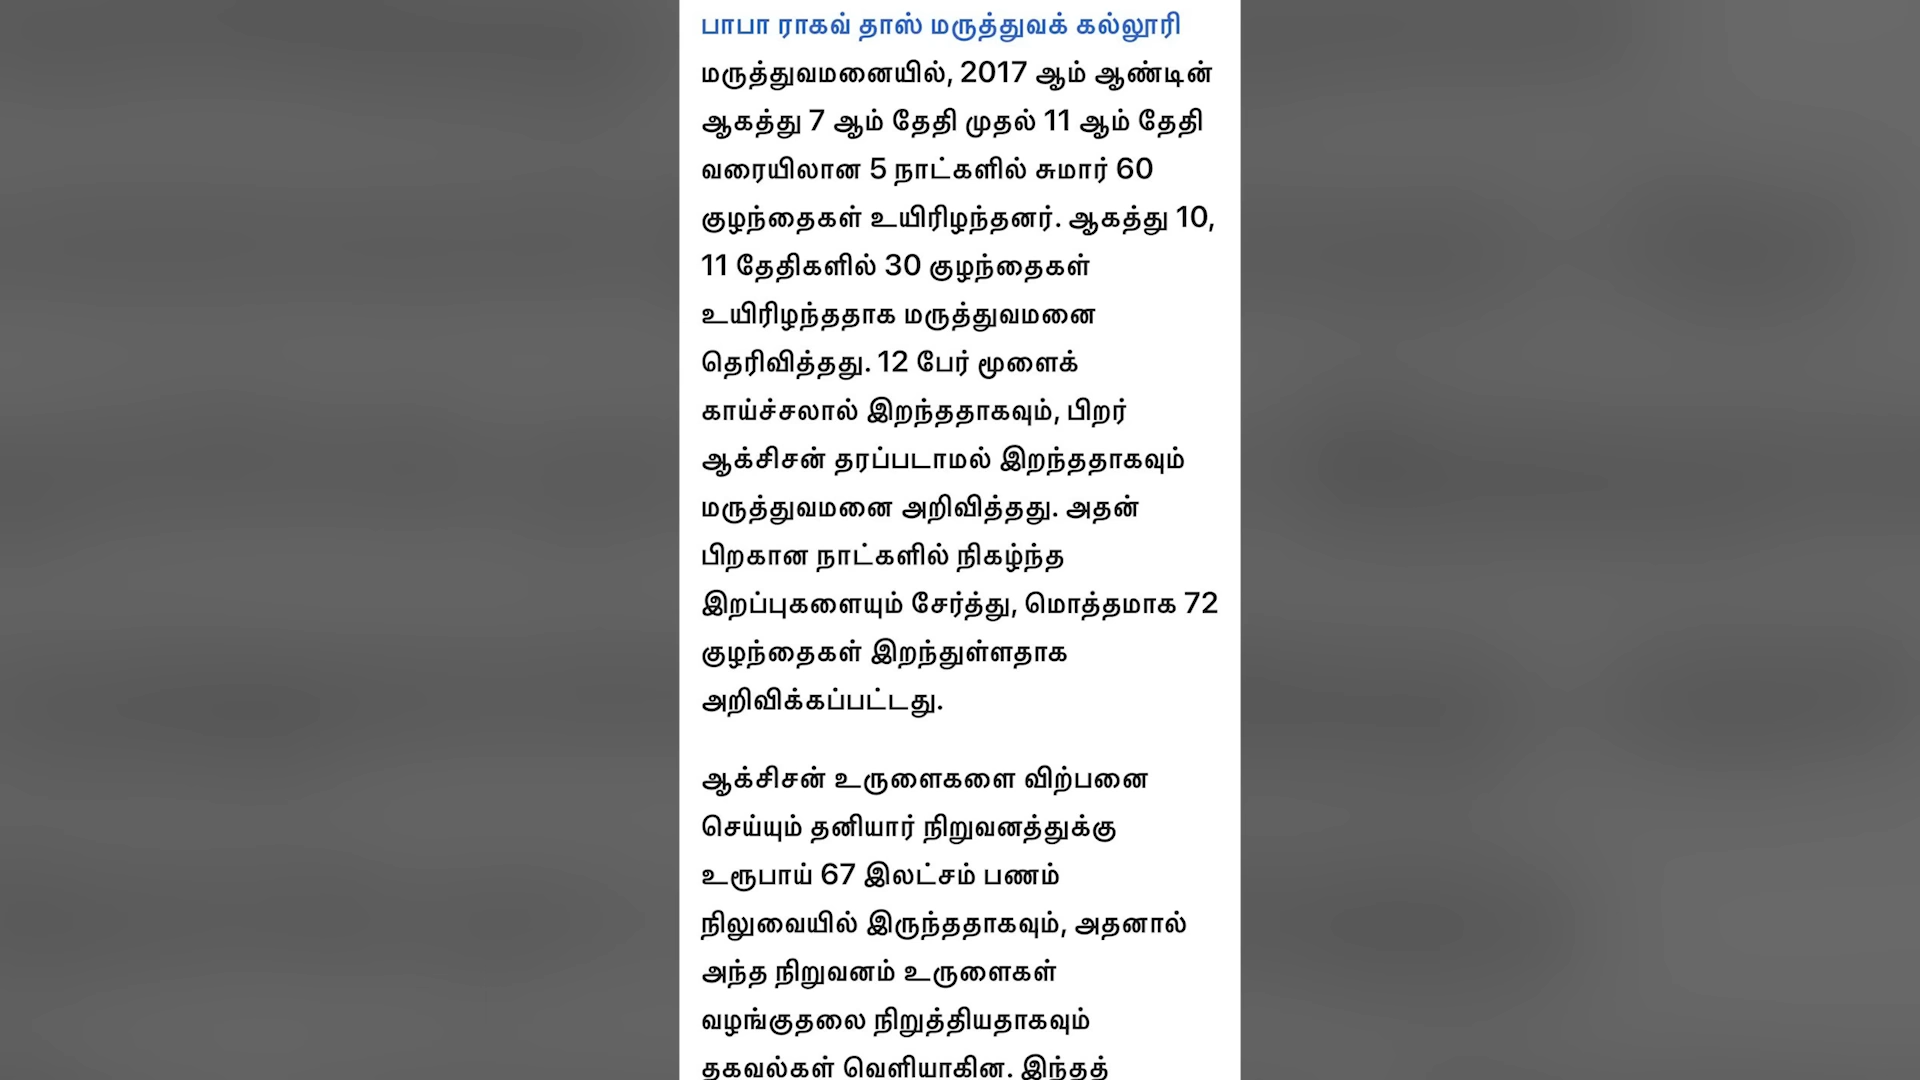 பாபா ராகவ் தாஸ் மருத்துவக் கல்லூரி
மருத்துவமனையில், 2017 ஆம் ஆண்டின்
ஆகத்து 7 ஆம் தேதி முதல் 11 ஆம் தேதி
வரையிலான 5 நாட்களில் சுமார் 60
குழந்தைகள் உயிரிழந்தனர். ஆகத்து 10,
11 தேதிகளில் 30 குழந்தைகள்
உயிரிழந்ததாக மருத்துவமனை
தெரிவித்தது. 12 பேர் மூளைக்
காய்ச்சலால் இறந்ததாகவும், பிறர்
ஆக்சிசன் தரப்படாமல் இறந்ததாகவும்
மருத்துவமனை அறிவித்தது. அதன்
பிறகான நாட்களில் நிகழ்ந்த
இறப்புகளையும் சேர்த்து, மொத்தமாக 72
குழந்தைகள் இறந்துள்ளதாக
அறிவிக்கப்பட்டது.
ஆக்சிசன் உருளைகளை விற்பனை
செய்யும் தனியார் நிறுவனத்துக்கு
உரூபாய் 67 இலட்சம் பணம்
நிலுவையில் இருந்ததாகவும், அதனால்
அந்த நிறுவனம் உருளைகள்
வழங்குதலை நிறுத்தியதாகவும்
தகவல்கள் வெளியாகின. இந்தத்